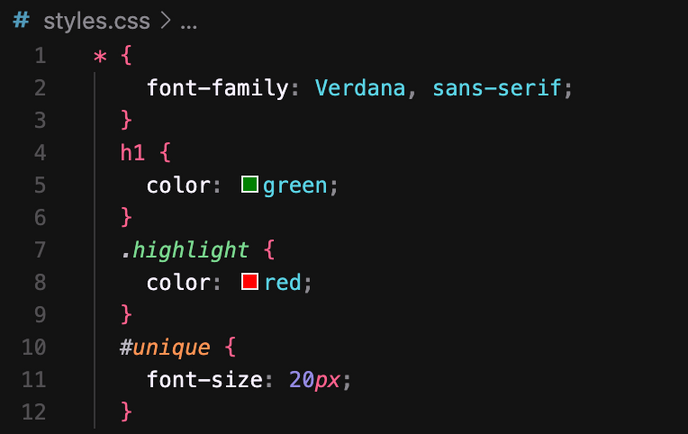 # styles.css > ...
1 * {
2 font-family: Verdana, sans-serif;
3 }
4 h1 {
5 color: green;
6 }
7 .highlight {
8 color: red;
9 }
10 #unique {
11 font-size: 20px;
12 }